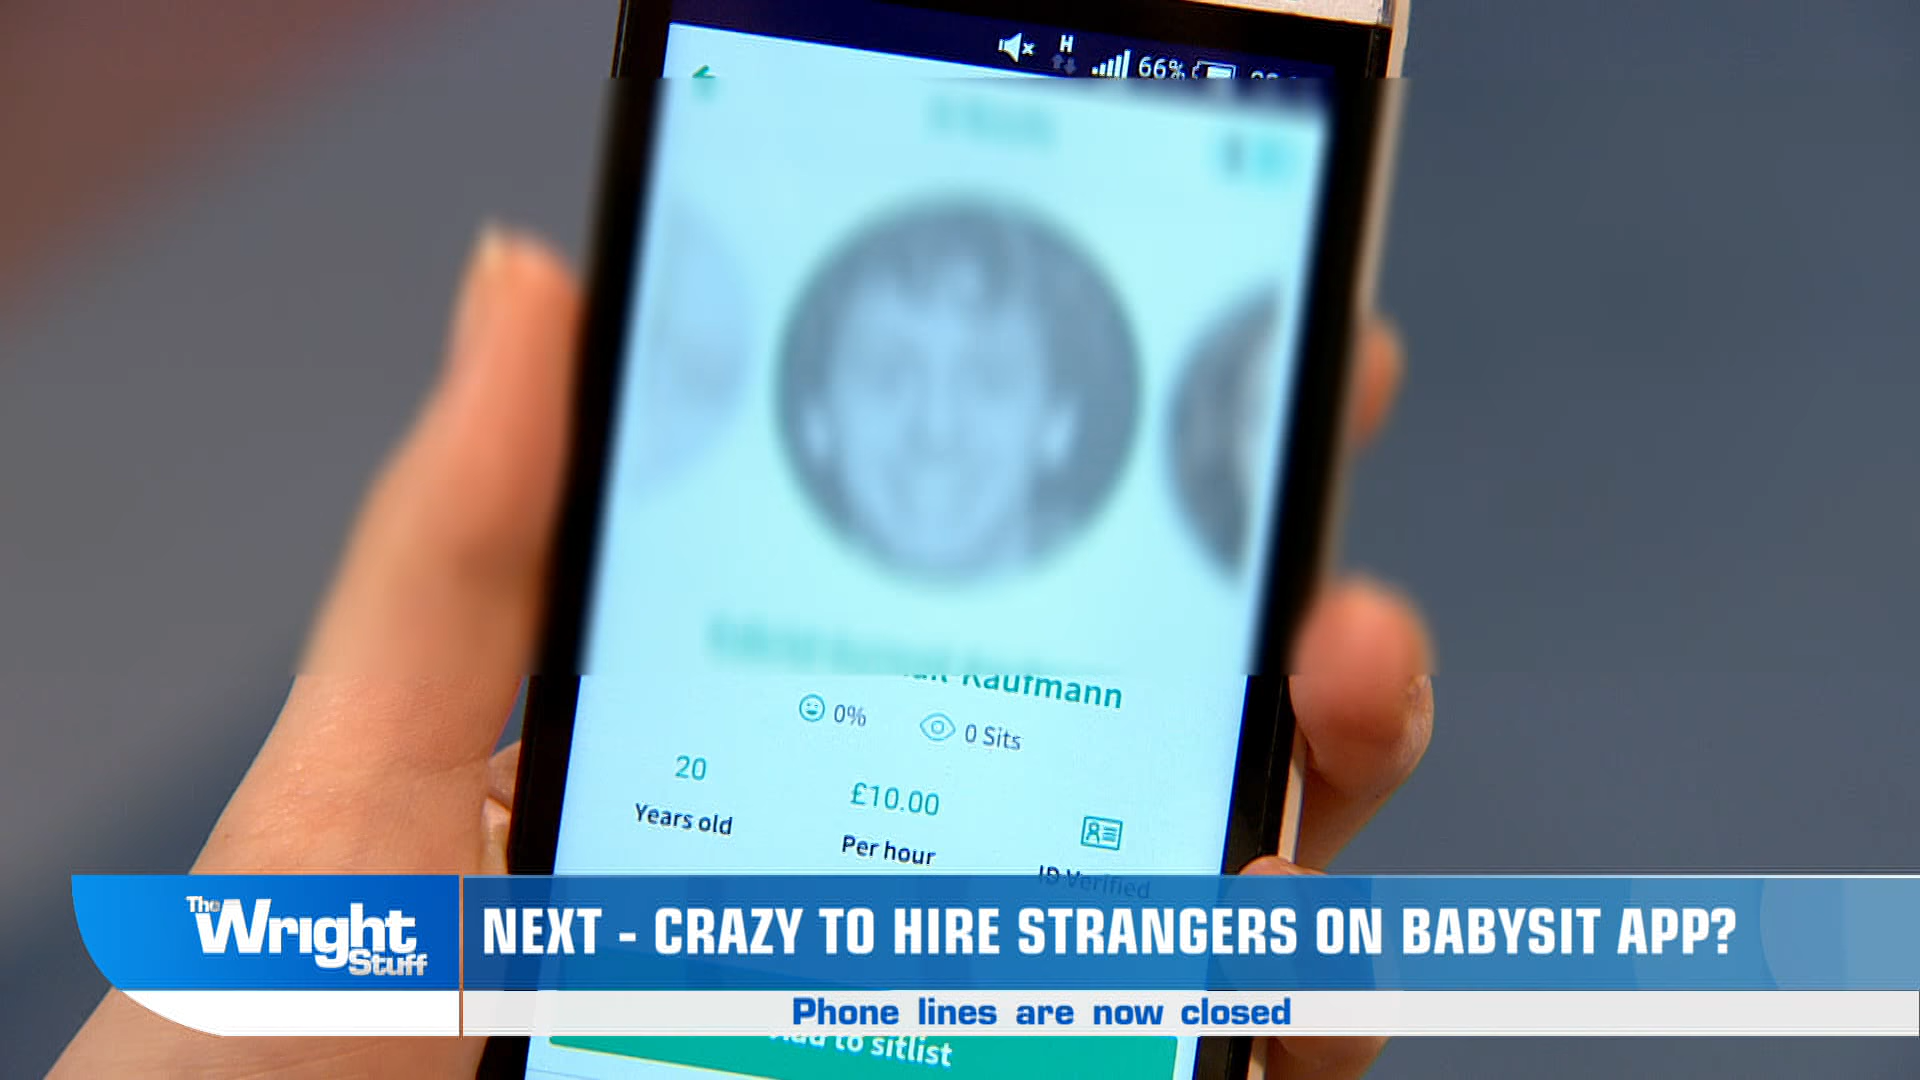 H
66%
Kaufmann
0%
0 Sits
20
£10.00
Years old
Per hour
ID Verified
The Wright Stuff
NEXT - CRAZY TO HIRE STRANGERS ON BABYSIT APP?
Phone lines are now closed
to sitlist